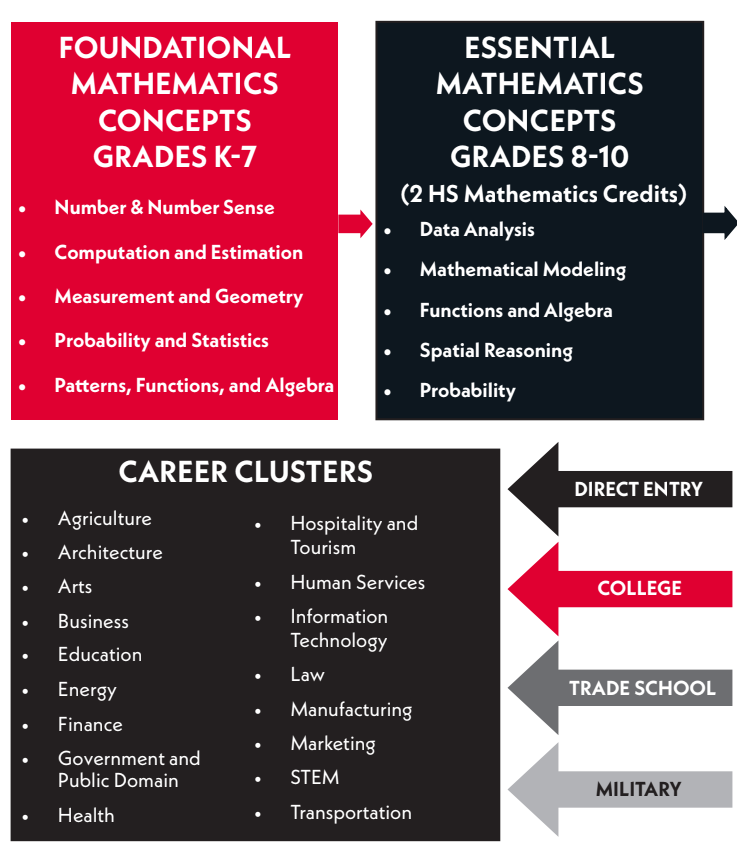 FOUNDATIONAL
MATHEMATICS
CONCEPTS
GRADES K-7
• Number & Number Sense
• Computation and Estimation
• Measurement and Geometry
• Probability and Statistics
• Patterns, Functions, and Algebra
ESSENTIAL
MATHEMATICS
CONCEPTS
GRADES 8-10
(2 HS Mathematics Credits)
• Data Analysis
• Mathematical Modeling
• Functions and Algebra
• Spatial Reasoning
• Probability
CAREER CLUSTERS
• Agriculture
• Architecture
• Arts
• Business
• Education
• Energy
• Finance
• Government and
Public Domain
• Health
• Hospitality and
Tourism
• Human Services
• Information
Technology
• Law
• Manufacturing
• Marketing
• STEM
• Transportation
DIRECT ENTRY
COLLEGE
TRADE SCHOOL
MILITARY